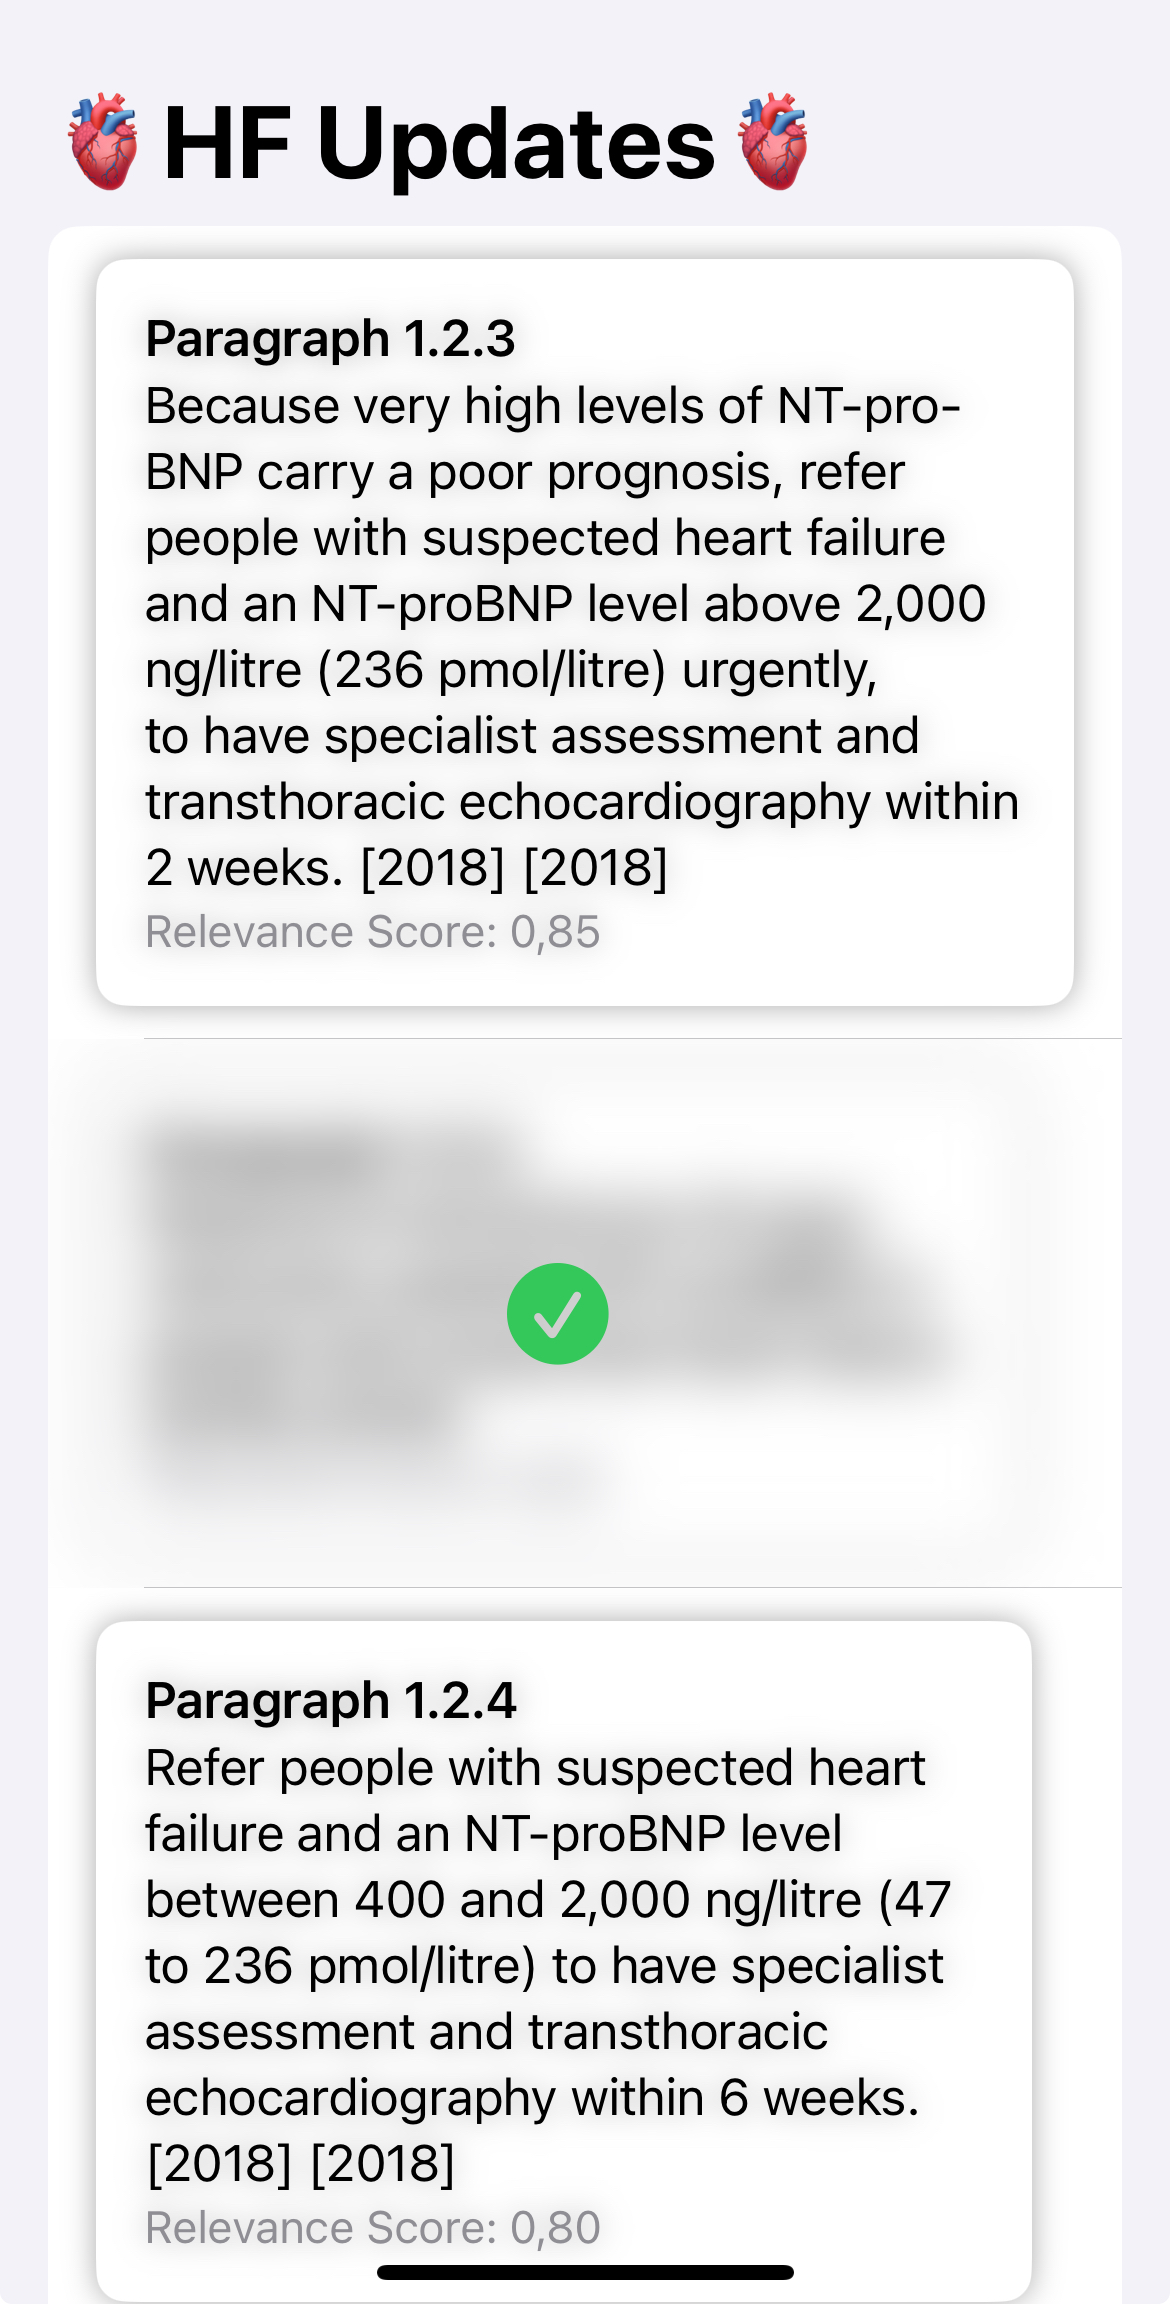 HF Updates
Paragraph 1.2.3
Because very high levels of NT-pro-
BNP carry a poor prognosis, refer
people with suspected heart failure
and an NT-proBNP level above 2,000
ng/litre (236 pmol/litre) urgently,
to have specialist assessment and
transthoracic echocardiography within
2 weeks. [2018] [2018]
Relevance Score: 0,85
Paragraph 1.2.4
Refer people with suspected heart
failure and an NT-proBNP level
between 400 and 2,000 ng/litre (47
to 236 pmol/litre) to have specialist
assessment and transthoracic
echocardiography within 6 weeks.
[2018] [2018]
Relevance Score: 0,80